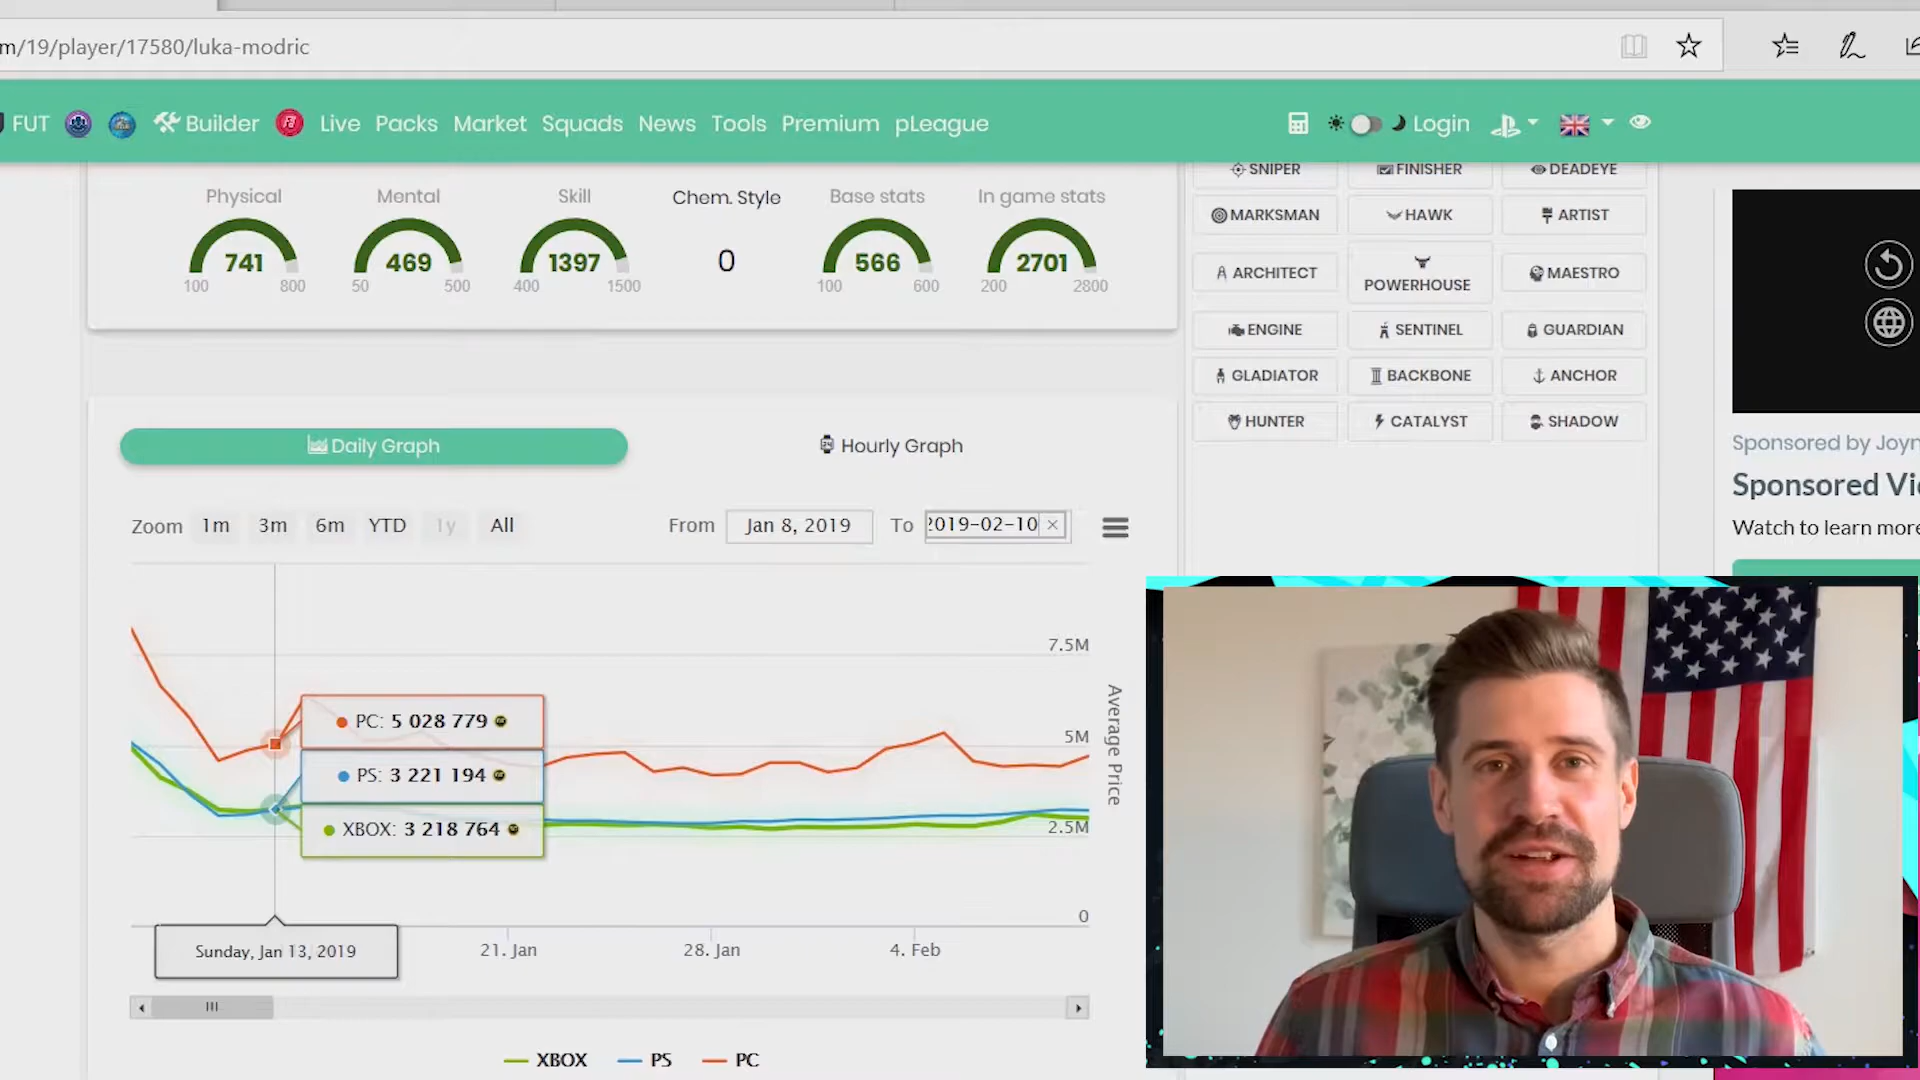 m/19/player/17580/luka-modric
FUT Builder Live Packs Market Squads News Tools Premium pLeague Login
Physical Mental Skill Chem. Style Base stats In game stats
741 469 1397 0 566 2701
100 800 50 500 400 1500 100 600 200 2800
SNIPER FINISHER DEADEYE
MARKSMAN HAWK ARTIST
ARCHITECT POWERHOUSE MAESTRO
ENGINE SENTINEL GUARDIAN
GLADIATOR BACKBONE ANCHOR
HUNTER CATALYST SHADOW
Daily Graph Hourly Graph
Zoom 1m 3m 6m YTD 1y All From Jan 8, 2019 To 2019-02-10
7.5M
5M
2.5M
0
Average Price
PC: 5 028 779
PS: 3 221 194
XBOX: 3 218 764
Sunday, Jan 13, 2019 21. Jan 28. Jan 4. Feb
XBOX PS PC
Sponsored by Joyn
Sponsored Vi
Watch to learn more